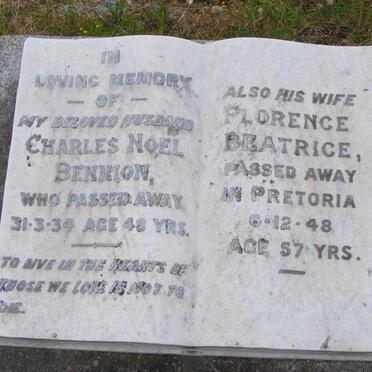 IN
LOVING MEMORY
— OF —
MY BELOVED HUSBAND
CHARLES NOEL
BENNION,
WHO PASSED AWAY
31-3-34 AGE 48 YRS.
TO LIVE IN THE HEARTS OF
THOSE WE LOVE IS NOT TO
DIE.
ALSO HIS WIFE
FLORENCE
BEATRICE,
PASSED AWAY
IN PRETORIA
6-12-48
AGE 57 YRS.